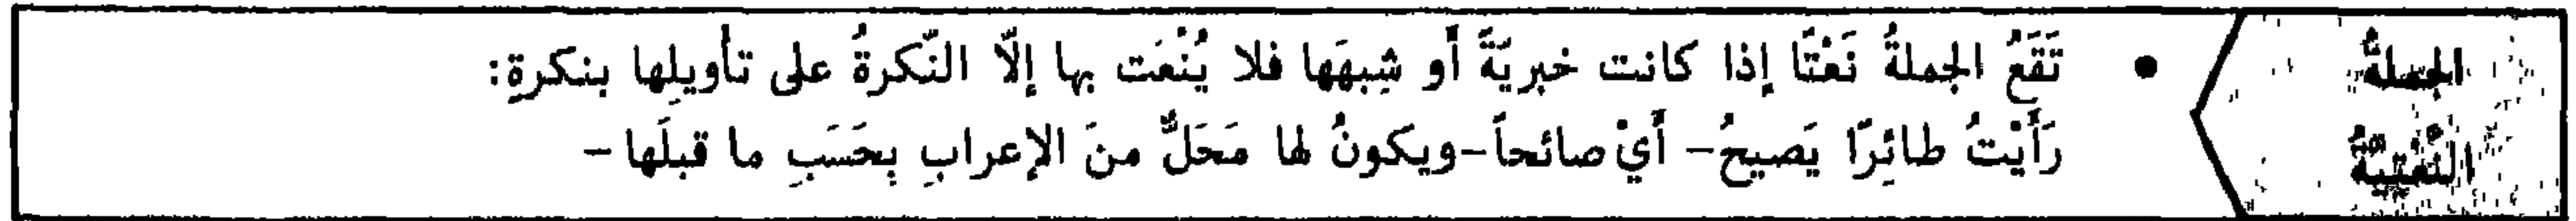 الجملةُ
النَّعْتِيَّةُ
• تَقَعُ الجملةُ نَعْتًا إذا كانت خبريّةً أو شِبهَها فلا يُنْعَت بها إلّا النّكرةُ على تأويلِها بنكرةٍ:
رَأَيْتُ طائِرًا يَصيحُ – أَيْ صائحاً – ويكونُ لها مَحَلٌّ منَ الإعرابِ بِحَسَبِ ما قبلَها –